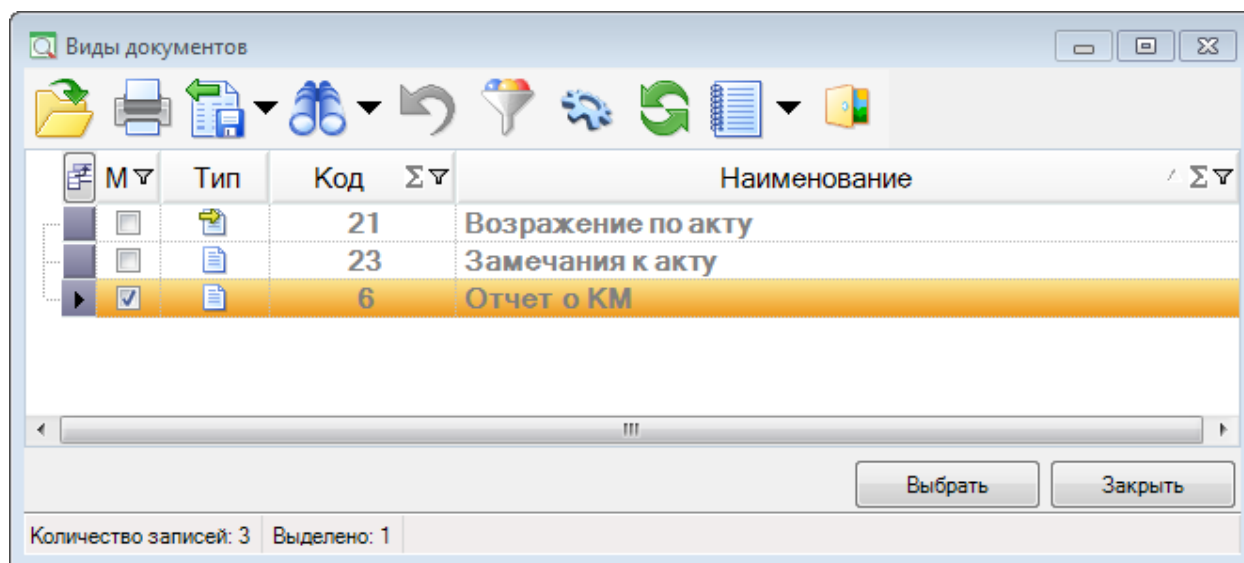 Виды документов
М Тип Код Σ Наименование Σ
21 Возражение по акту
23 Замечания к акту
6 Отчет о КМ
Выбрать Закрыть
Количество записей: 3 Выделено: 1